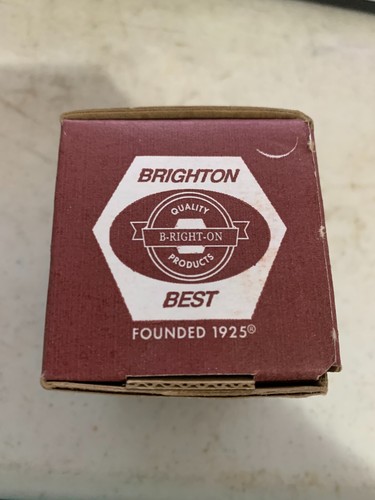 BRIGHTON
QUALITY
B-RIGHT-ON
PRODUCTS
BEST
FOUNDED 1925®